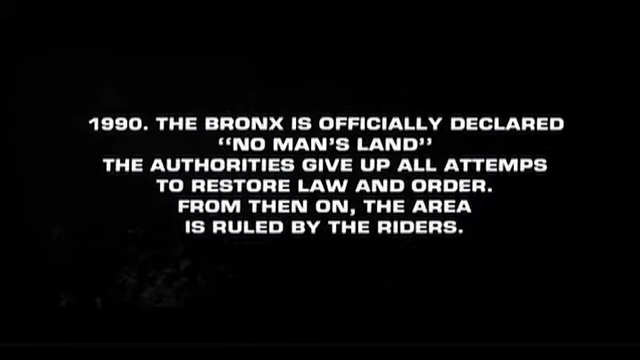 1990. THE BRONX IS OFFICIALLY DECLARED
“NO MAN'S LAND”
THE AUTHORITIES GIVE UP ALL ATTEMPS
TO RESTORE LAW AND ORDER.
FROM THEN ON, THE AREA
IS RULED BY THE RIDERS.